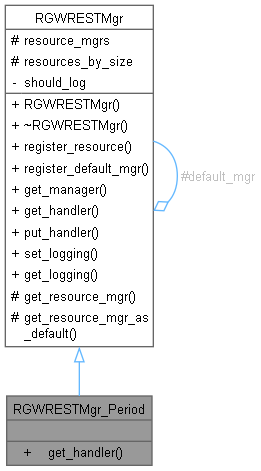 RGWRESTMgr
# resource_mgrs
# resources_by_size
- should_log
+ RGWRESTMgr()
+ ~RGWRESTMgr()
+ register_resource()
+ register_default_mgr()
+ get_manager()
+ get_handler()
+ put_handler()
+ set_logging()
+ get_logging()
# get_resource_mgr()
# get_resource_mgr_as
_default()
#default_mgr
RGWRESTMgr_Period
+ get_handler()